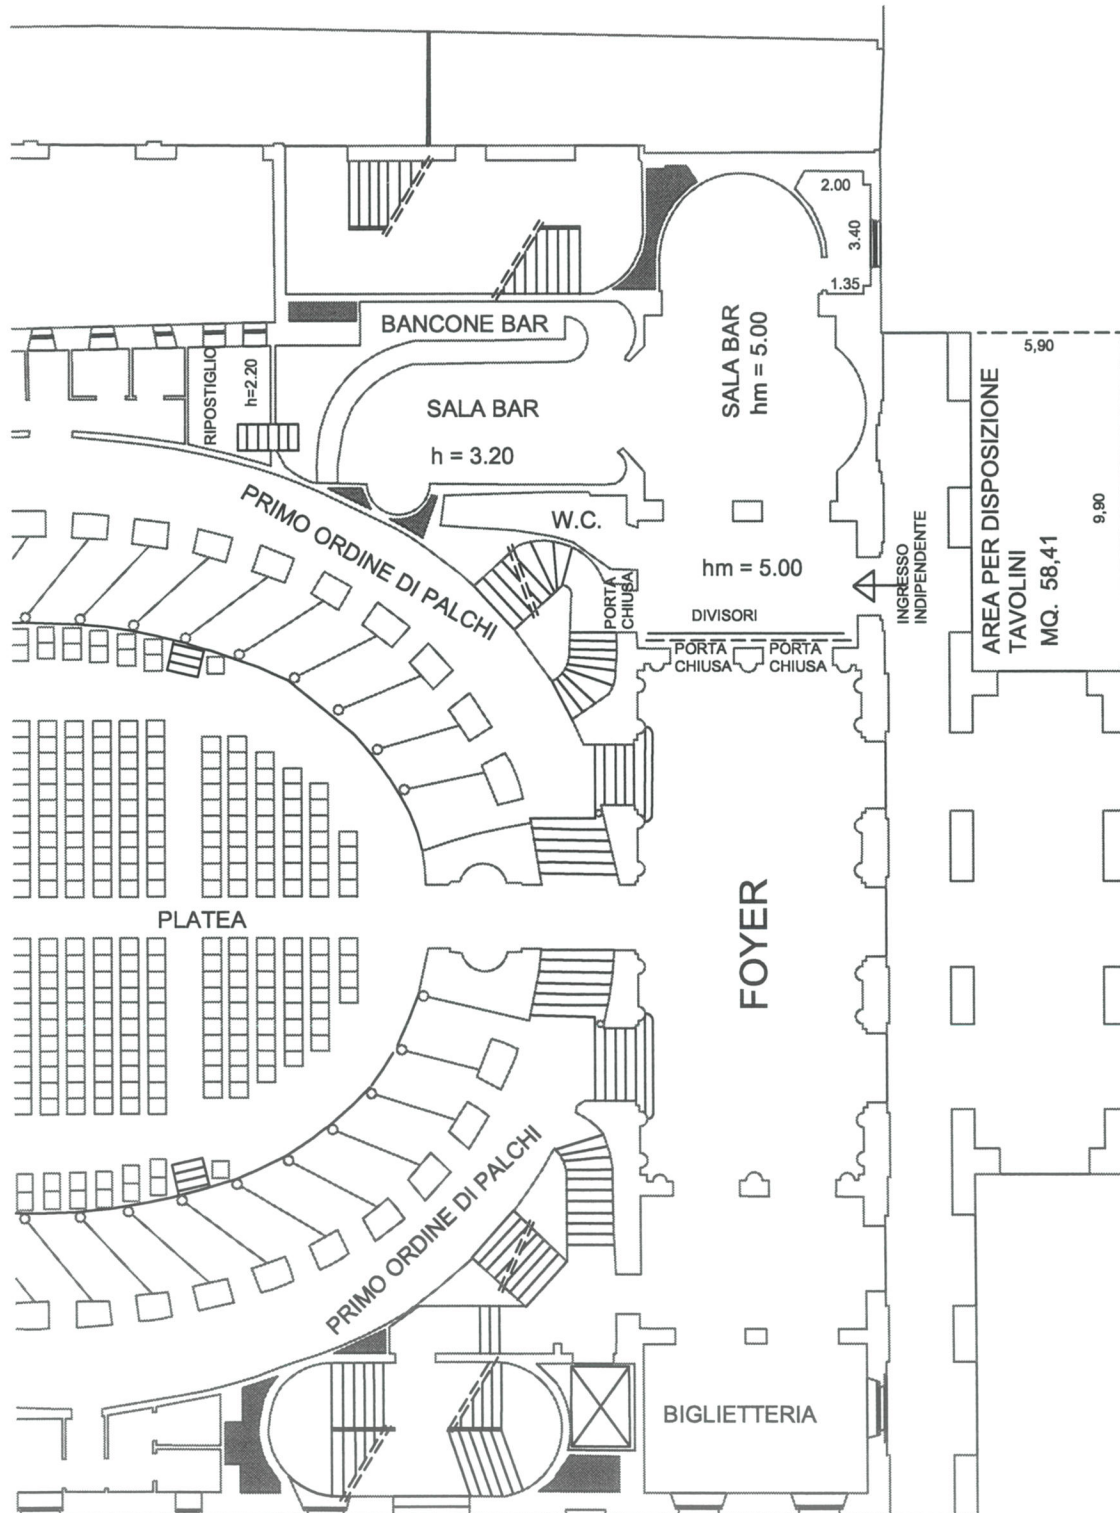 2.00
3.40
1.35
BANCONE BAR
SALA BAR
hm = 5.00
5,90
RIPOSTIGLIO
h=2.20
SALA BAR
h = 3.20
AREA PER DISPOSIZIONE
TAVOLINI
MQ. 58,41
9,90
PRIMO ORDINE DI PALCHI
W.C.
hm = 5.00
INGRESSO
INDIPENDENTE
PORTA
CHIUSA
DIVISORI
PORTA
CHIUSA
PORTA
CHIUSA
PLATEA
FOYER
PRIMO ORDINE DI PALCHI
BIGLIETTERIA